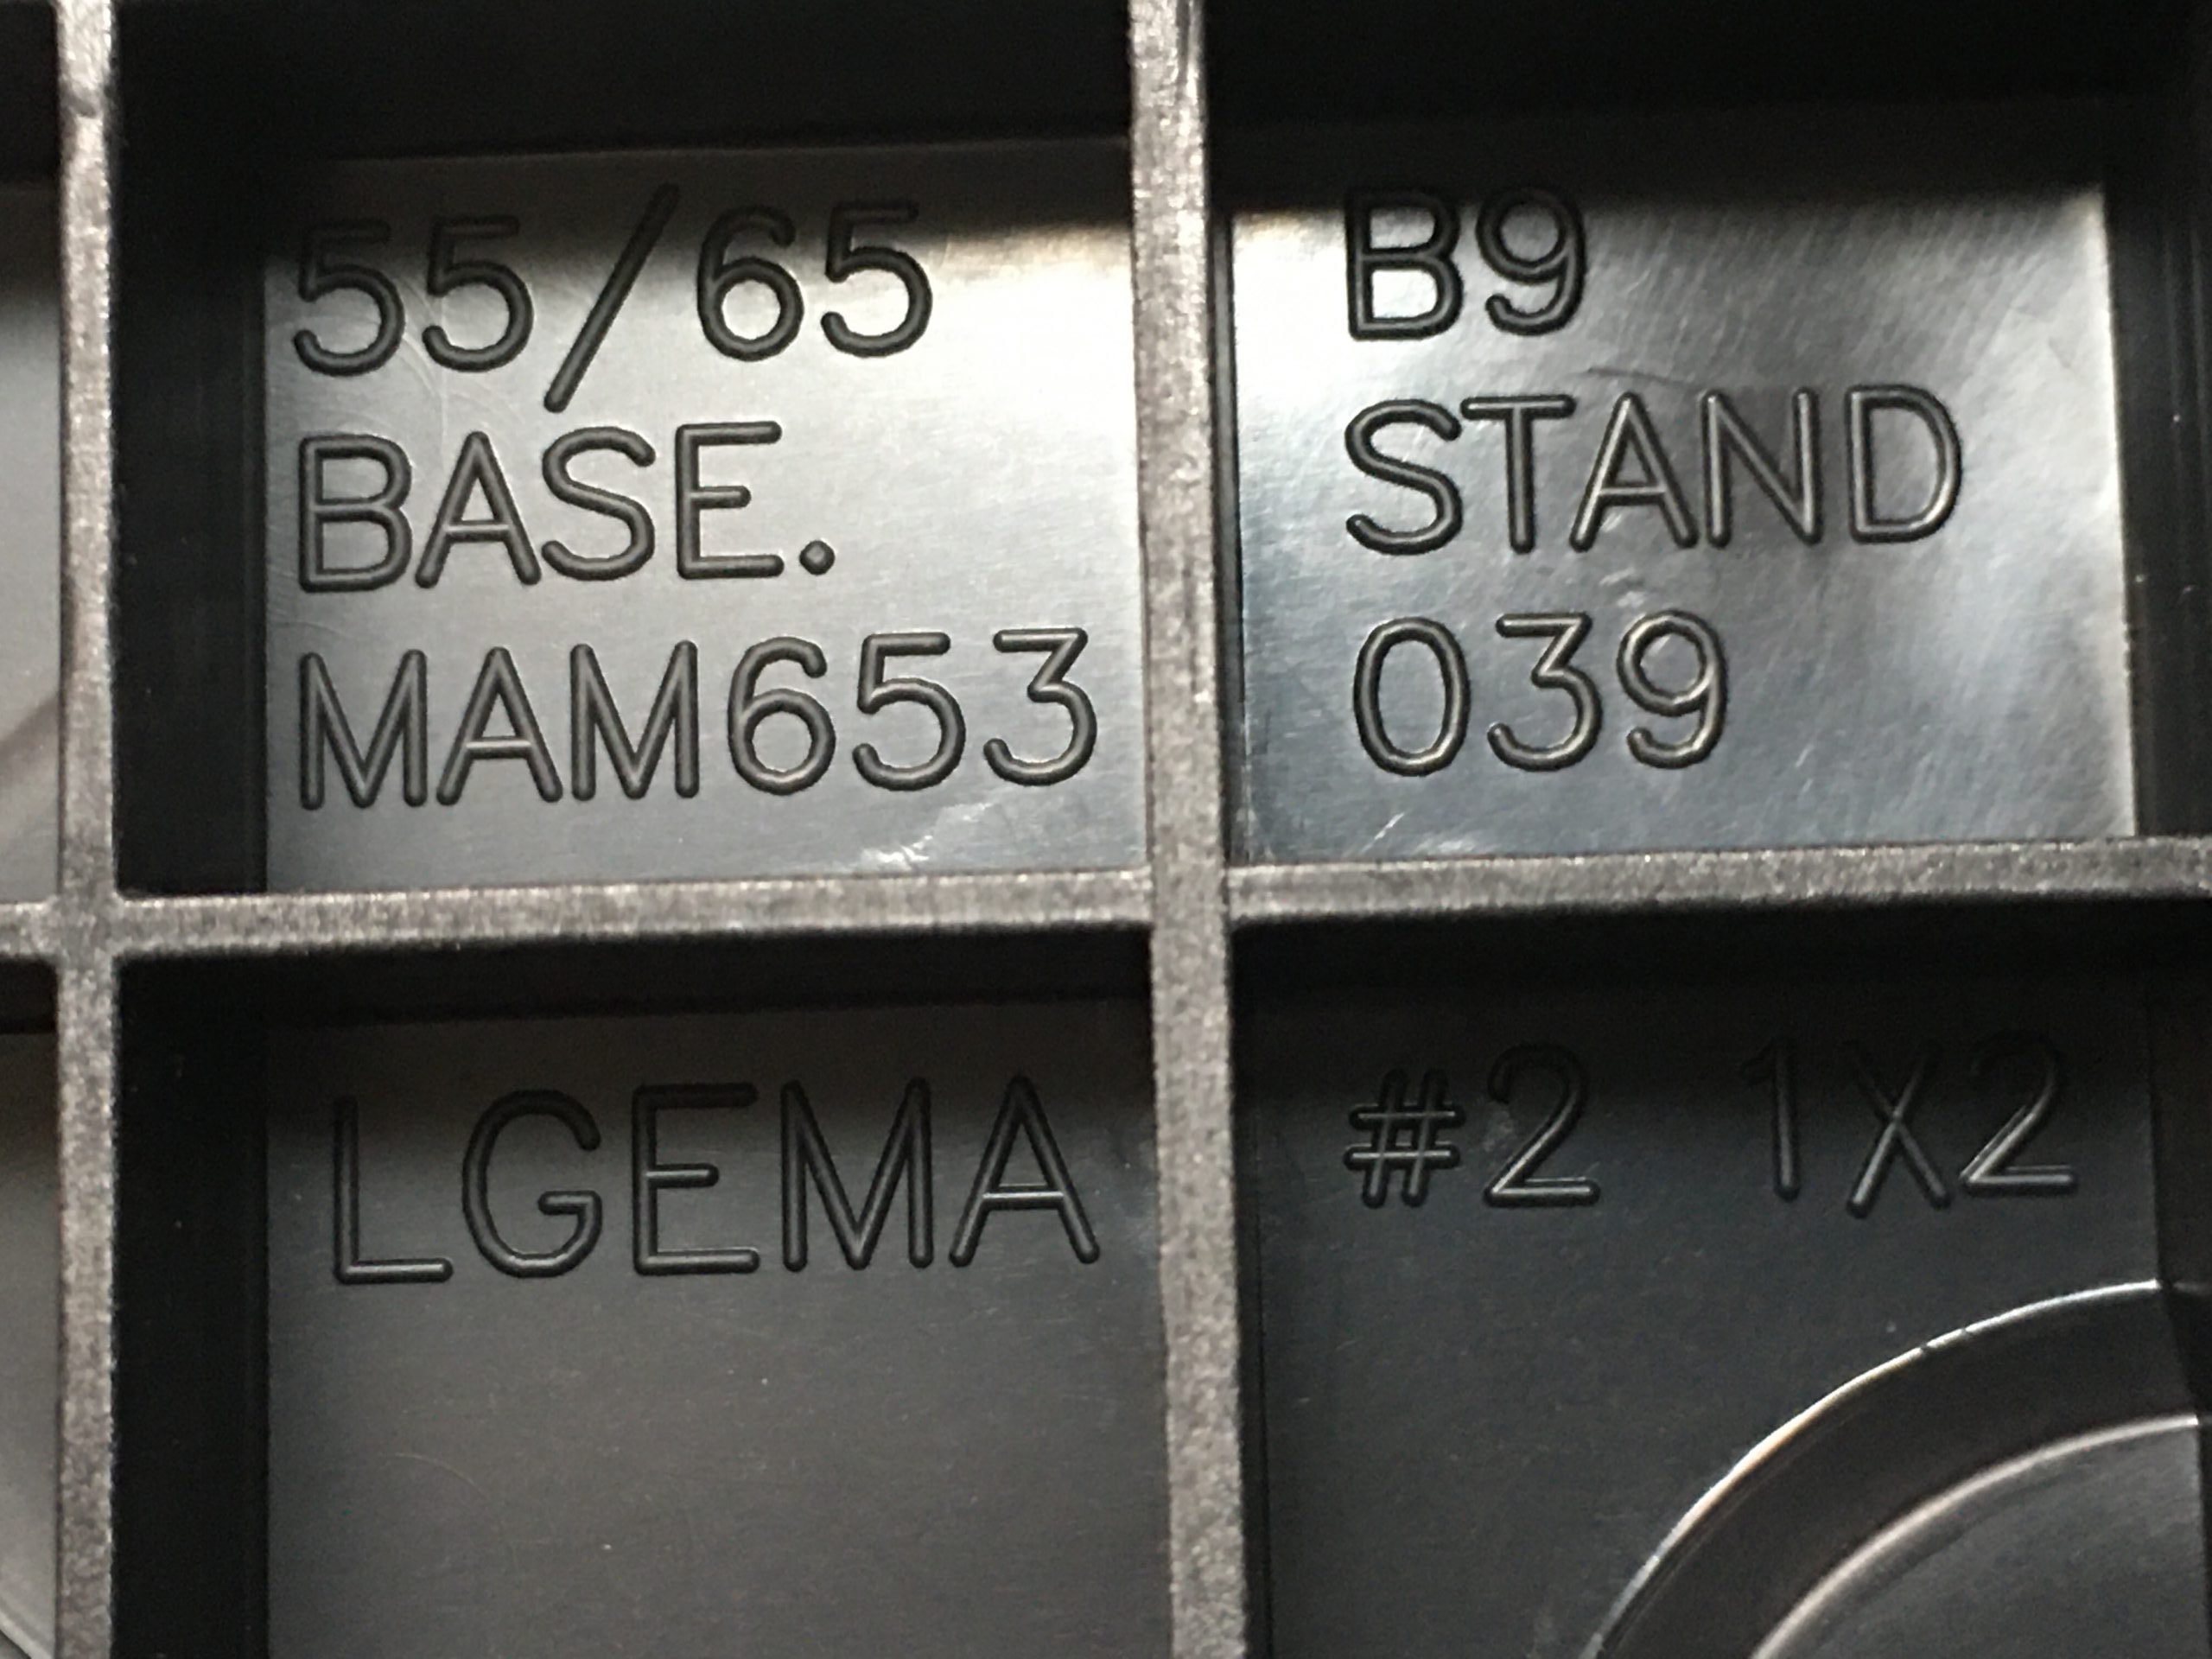 55/65
BASE.
MAM653
B9
STAND
039
LGEMA
#2 1X2